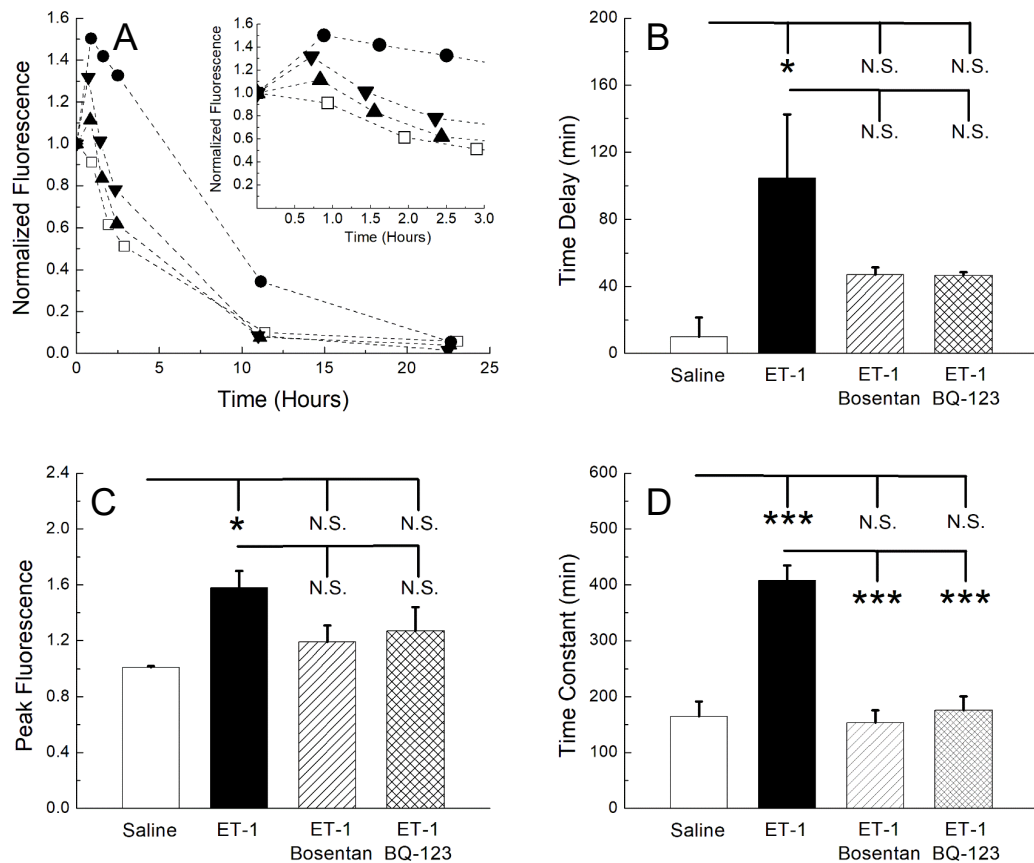 A
Normalized Fluorescence
1.6
1.4
1.2
1.0
0.8
0.6
0.4
0.2
0.0
0 5 10 15 20 25
Time (Hours)
Normalized Fluorescence
1.6
1.4
1.2
1.0
0.8
0.6
0.4
0.2
0.5 1.0 1.5 2.0 2.5 3.0
Time (Hours)
B
Time Delay (min)
200
160
120
80
40
0
* N.S. N.S.
N.S. N.S.
Saline ET-1 ET-1 ET-1
Bosentan BQ-123
C
Peak Fluorescence
2.4
2.0
1.6
1.2
0.8
0.4
0.0
* N.S. N.S.
N.S. N.S.
Saline ET-1 ET-1 ET-1
Bosentan BQ-123
D
Time Constant (min)
600
500
400
300
200
100
0
*** N.S. N.S.
*** ***
Saline ET-1 ET-1 ET-1
Bosentan BQ-123